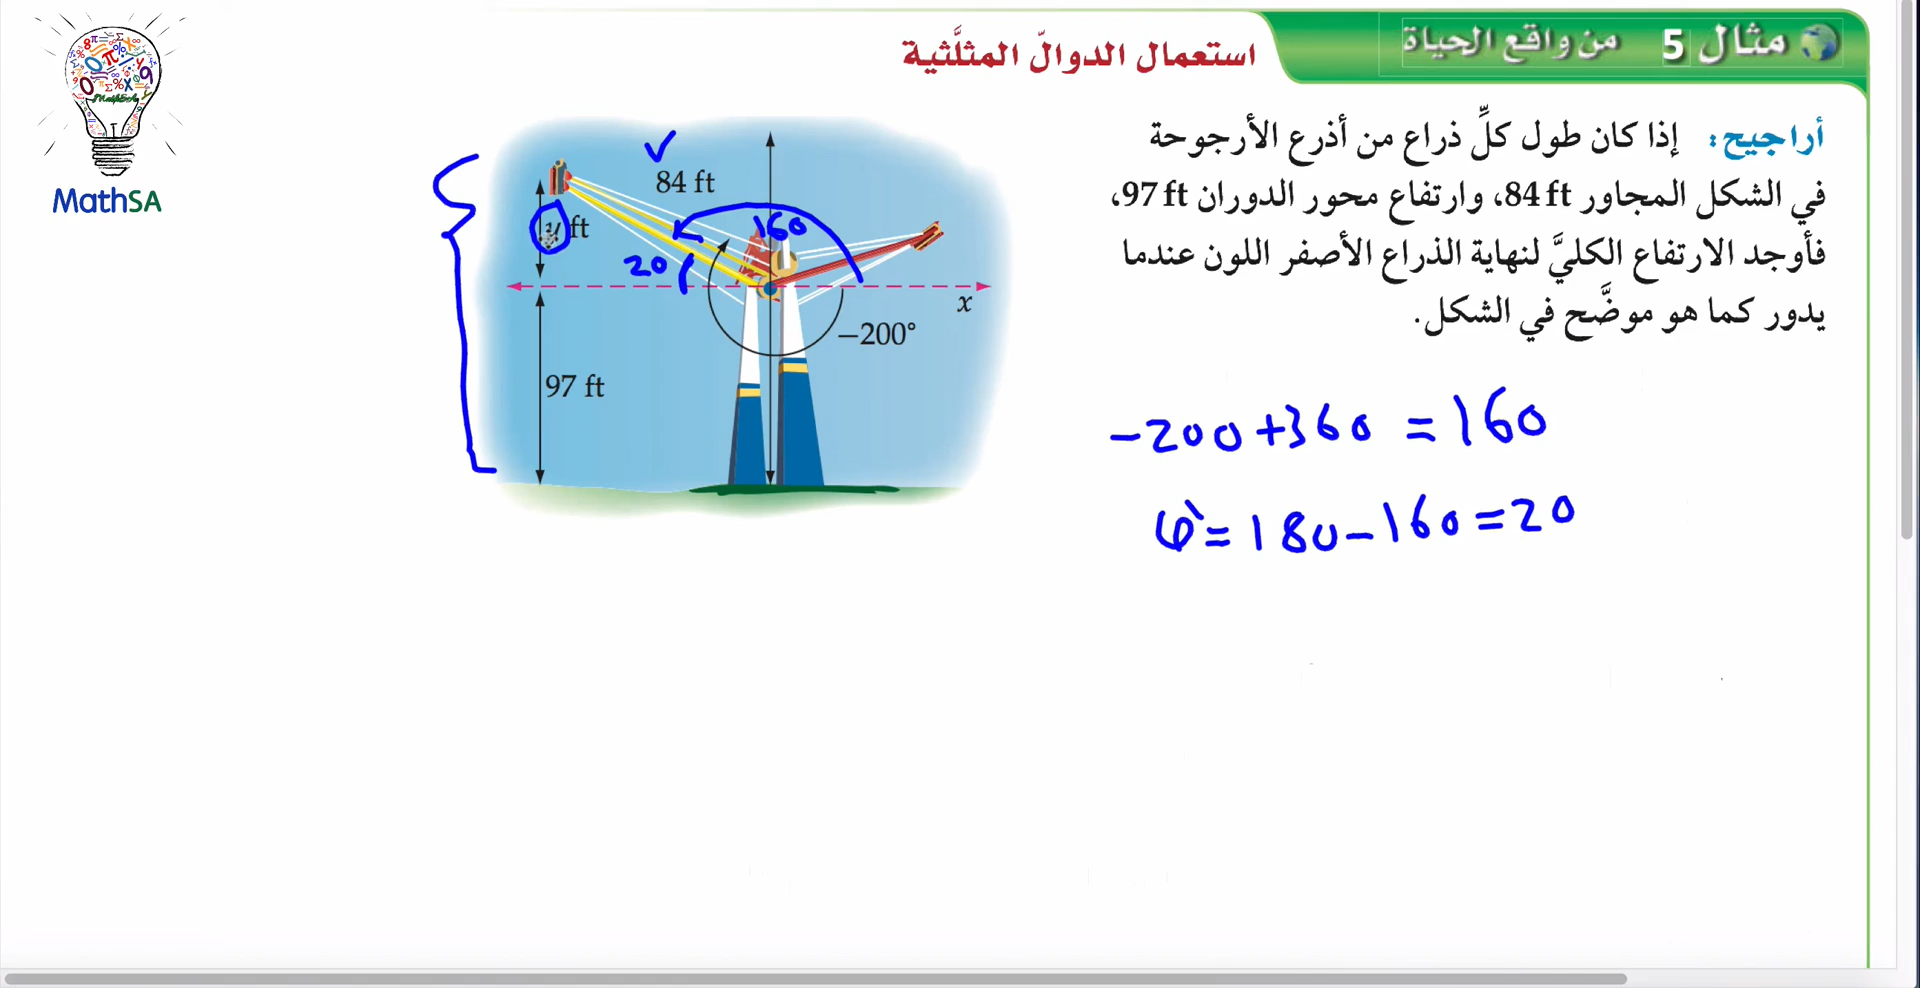 مثال 5 من واقع الحياة
استعمال الدوالّ المثلَّثية
MathSA
أراجيح: إذا كان طول كلِّ ذراع من أذرع الأرجوحة
في الشكل المجاور 84 ft، وارتفاع محور الدوران 97 ft،
فأوجد الارتفاع الكليَّ لنهاية الذراع الأصفر اللون عندما
يدور كما هو موضَّح في الشكل.
84 ft
y ft
160
20
x
−200°
97 ft
-200+360 = 160
= 180-160=20